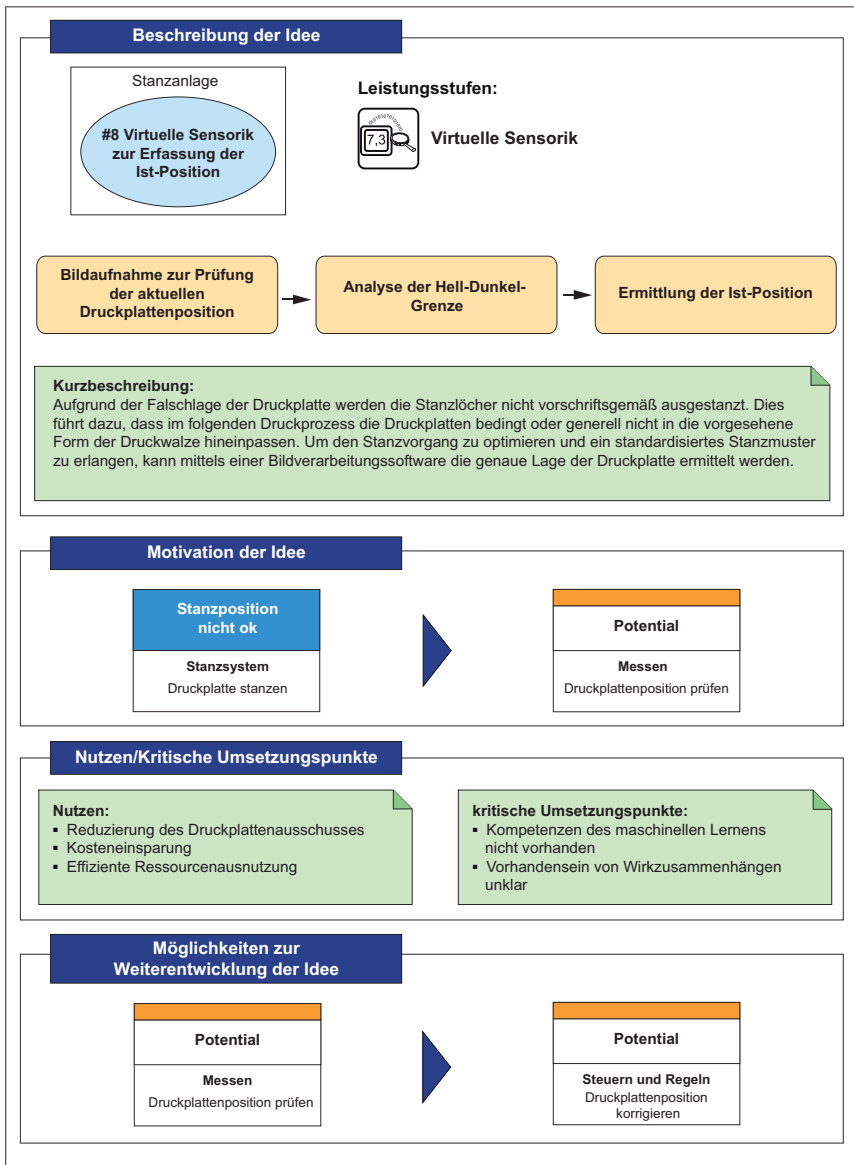 Beschreibung der Idee
Stanzanlage
#8 Virtuelle Sensorik
zur Erfassung der
Ist-Position
Leistungsstufen:
7,3
Virtuelle Sensorik
Bildaufnahme zur Prüfung
der aktuellen
Druckplattenposition
Analyse der Hell-Dunkel-
Grenze
Ermittlung der Ist-Position
Kurzbeschreibung:
Aufgrund der Falschlage der Druckplatte werden die Stanzlöcher nicht vorschriftsgemäß ausgestanzt. Dies
führt dazu, dass im folgenden Druckprozess die Druckplatten bedingt oder generell nicht in die vorgesehene
Form der Druckwalze hineinpassen. Um den Stanzvorgang zu optimieren und ein standardisiertes Stanzmuster
zu erlangen, kann mittels einer Bildverarbeitungssoftware die genaue Lage der Druckplatte ermittelt werden.
Motivation der Idee
Stanzposition
nicht ok
Stanzsystem
Druckplatte stanzen
Potential
Messen
Druckplattenposition prüfen
Nutzen/Kritische Umsetzungspunkte
Nutzen:
▪ Reduzierung des Druckplattenausschusses
▪ Kosteneinsparung
▪ Effiziente Ressourcenausnutzung
kritische Umsetzungspunkte:
▪ Kompetenzen des maschinellen Lernens
nicht vorhanden
▪ Vorhandensein von Wirkzusammenhängen
unklar
Möglichkeiten zur
Weiterentwicklung der Idee
Potential
Messen
Druckplattenposition prüfen
Potential
Steuern und Regeln
Druckplattenposition
korrigieren